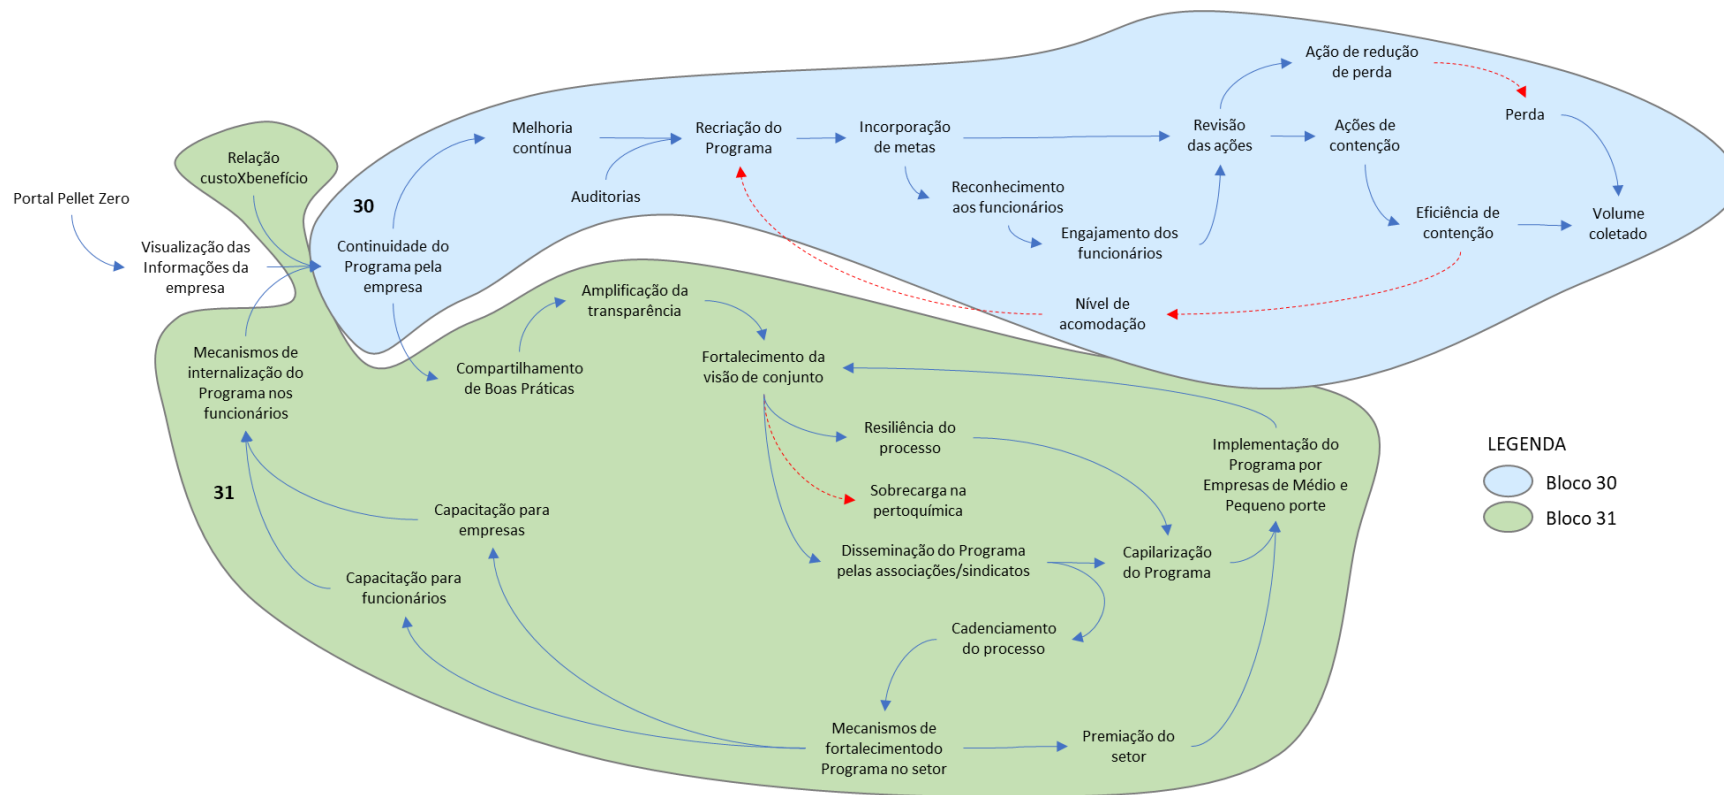 Ação de redução
de perda
Perda
Melhoria
contínua
Recriação do
Programa
Incorporação
de metas
Revisão
das ações
Ações de
contenção
Relação
custoXbenefício
Portal Pellet Zero
Auditorias
30
Reconhecimento
aos funcionários
Eficiência de
contenção
Volume
coletado
Visualização das
Informações da
empresa
Continuidade do
Programa pela
empresa
Engajamento dos
funcionários
Amplificação da
transparência
Nível de
acomodação
Mecanismos de
internalização do
Programa nos
funcionários
Compartilhamento
de Boas Práticas
Fortalecimento da
visão de conjunto
Resiliência do
processo
Implementação do
Programa por
Empresas de Médio e
Pequeno porte
LEGENDA
Bloco 30
Bloco 31
31
Sobrecarga na
pertoquímica
Capacitação para
empresas
Disseminação do Programa
pelas associações/sindicatos
Capilarização
do Programa
Capacitação para
funcionários
Cadenciamento
do processo
Mecanismos de
fortalecimentodo
Programa no setor
Premiação do
setor